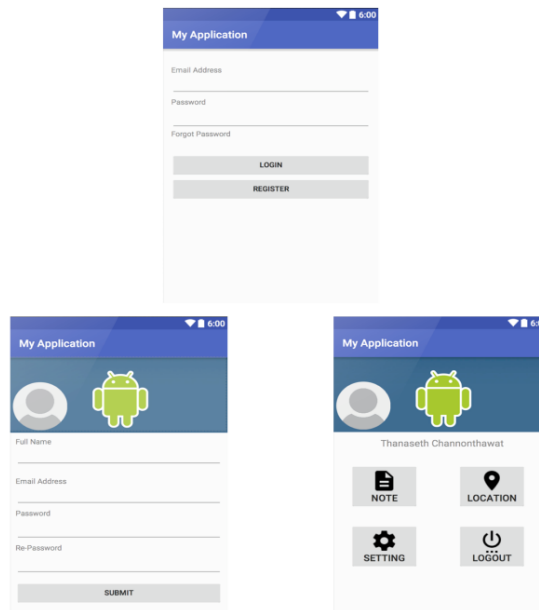 6:00
My Application
Email Address
Password
Forgot Password
LOGIN
REGISTER
6:00
My Application
Full Name
Email Address
Password
Re-Password
SUBMIT
6:0
My Application
Thanaseth Channonthawat
NOTE
LOCATION
SETTING
LOGOUT